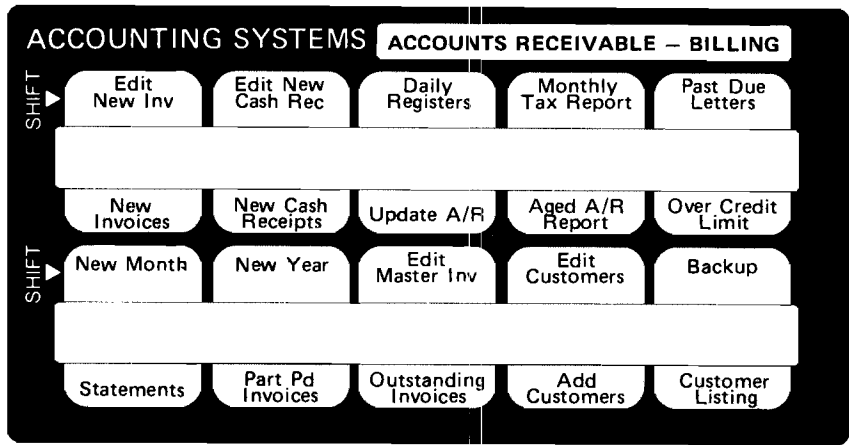 ACCOUNTING SYSTEMS ACCOUNTS RECEIVABLE – BILLING
SHIFT
Edit New Inv
Edit New Cash Rec
Daily Registers
Monthly Tax Report
Past Due Letters
New Invoices
New Cash Receipts
Update A/R
Aged A/R Report
Over Credit Limit
SHIFT
New Month
New Year
Edit Master Inv
Edit Customers
Backup
Statements
Part Pd Invoices
Outstanding Invoices
Add Customers
Customer Listing